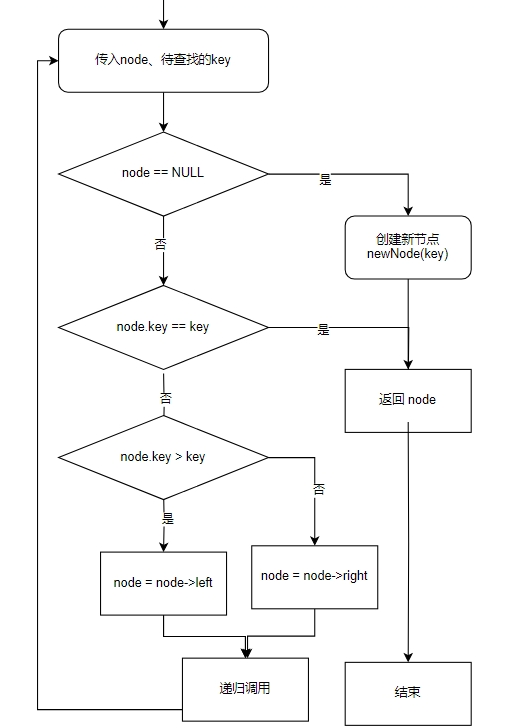 传入node、待查找的key
node == NULL
是
否
创建新节点
newNode(key)
node.key == key
是
否
返回 node
node.key > key
否
是
node = node->left
node = node->right
递归调用
结束